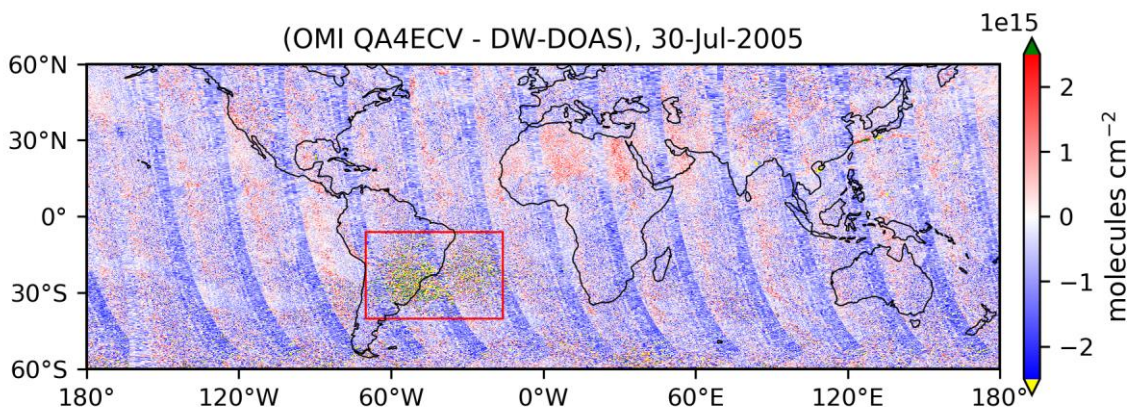 1e15
(OMI QA4ECV - DW-DOAS), 30-Jul-2005
60°N
30°N
0°
30°S
60°S
180°
120°W
60°W
0°W
60°E
120°E
180°
2
1
0
−1
−2
molecules cm⁻²